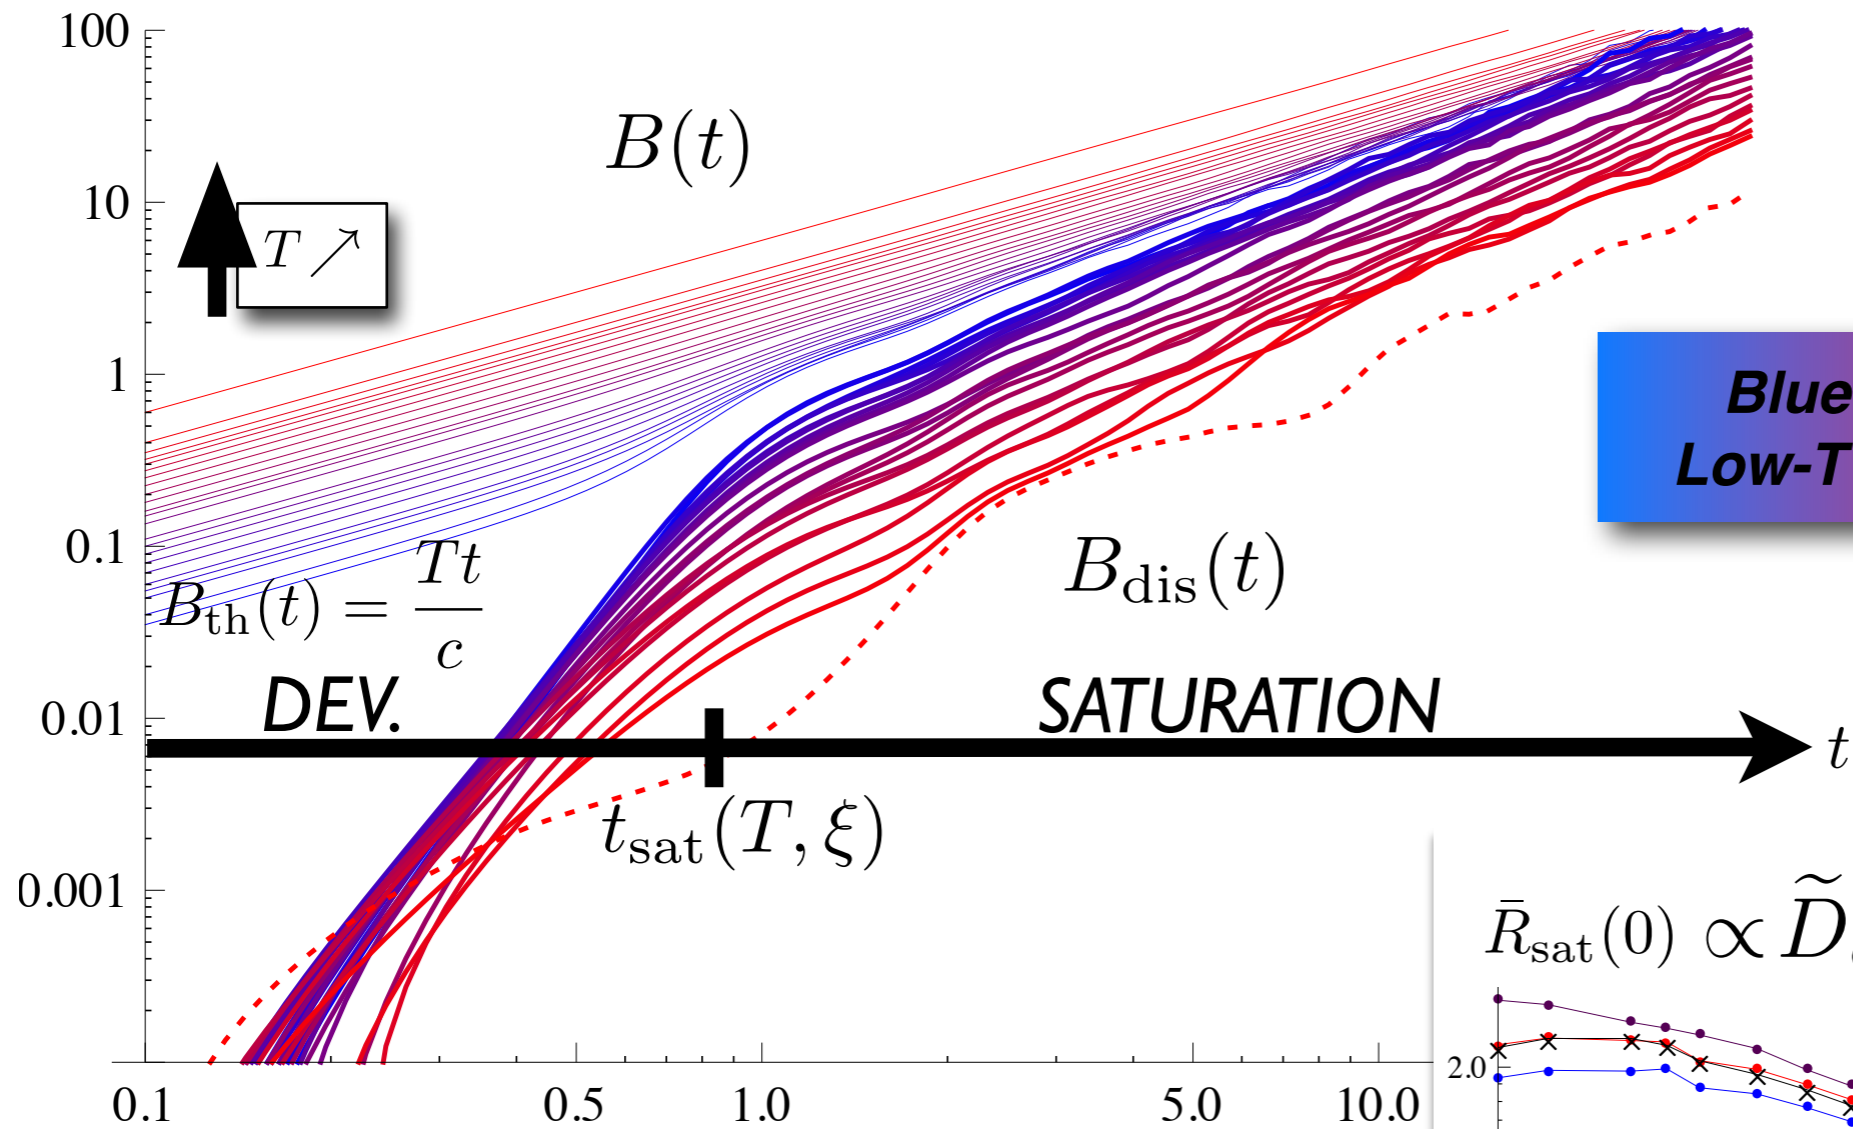 100
B(t)
10
T ↗
1
Blue
Low-T
0.1
B_th(t) = Tt/c
B_dis(t)
DEV.
SATURATION
0.01
t
t_sat(T, ξ)
0.001
R̄_sat(0) ∝ D̃
2.0
0.1
0.5
1.0
5.0
10.0